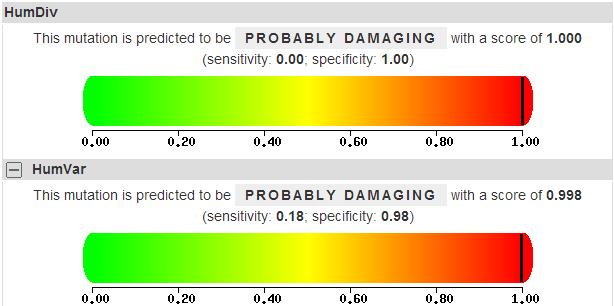 HumDiv
This mutation is predicted to be PROBABLY DAMAGING with a score of 1.000
(sensitivity: 0.00; specificity: 1.00)
0.00 0.20 0.40 0.60 0.80 1.00
HumVar
This mutation is predicted to be PROBABLY DAMAGING with a score of 0.998
(sensitivity: 0.18; specificity: 0.98)
0.00 0.20 0.40 0.60 0.80 1.00